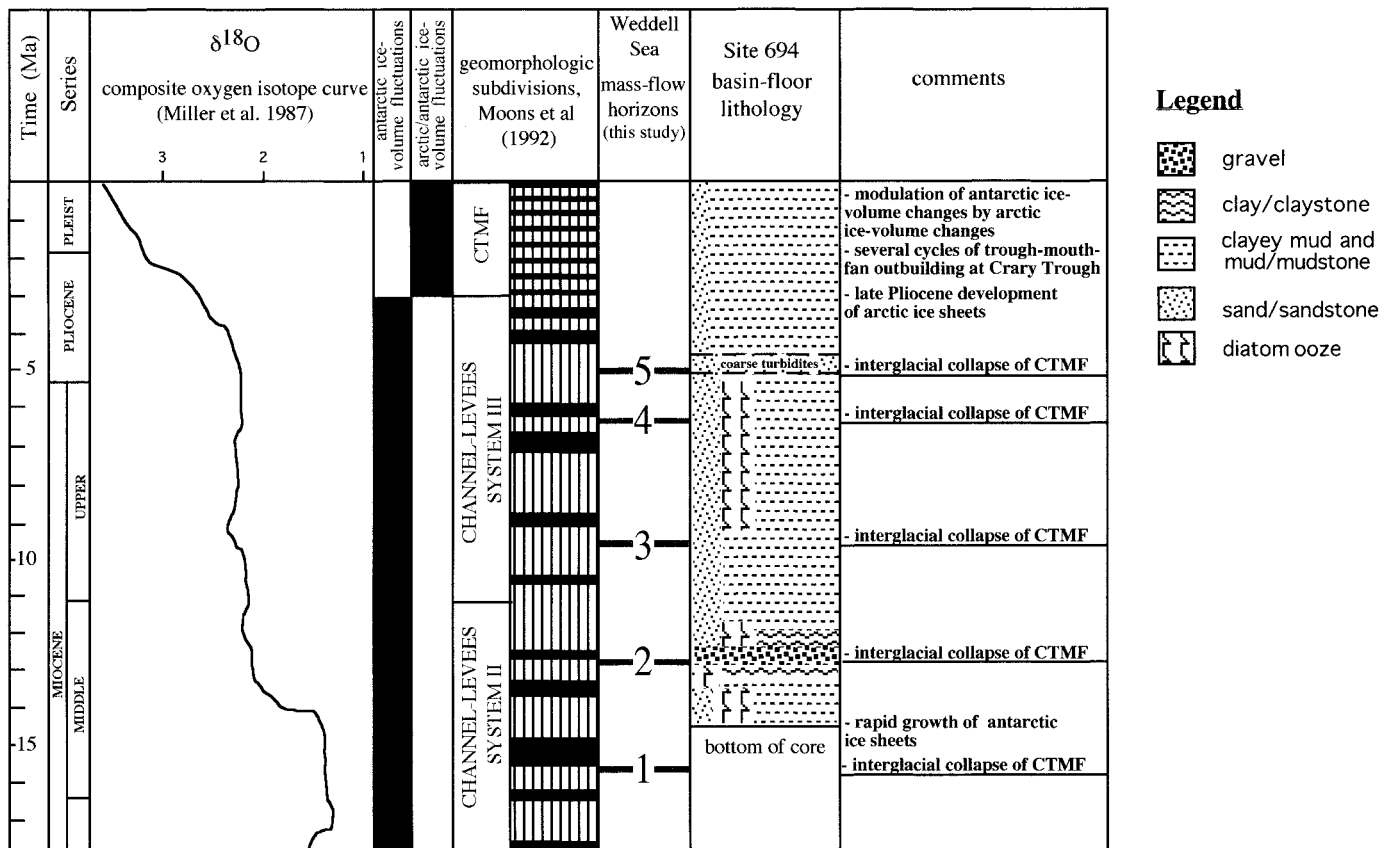 Time (Ma)
Series
δ18O
composite oxygen isotope curve
(Miller et al. 1987)
3 2 1
antarctic ice-
volume fluctuations
arctic/antarctic ice-
volume fluctuations
geomorphologic
subdivisions,
Moons et al
(1992)
Weddell
Sea
mass-flow
horizons
(this study)
Site 694
basin-floor
lithology
comments
-5
-10
-15
PLEIST
PLIOCENE
MIOCENE
UPPER
MIDDLE
CTMF
CHANNEL-LEVEES
SYSTEM III
CHANNEL-LEVEES
SYSTEM II
5
4
3
2
1
coarse turbidites
bottom of core
- modulation of antarctic ice-
volume changes by arctic
ice-volume changes
- several cycles of trough-mouth-
fan outbuilding at Crary Trough
- late Pliocene development
of arctic ice sheets
- interglacial collapse of CTMF
- interglacial collapse of CTMF
- interglacial collapse of CTMF
- interglacial collapse of CTMF
- rapid growth of antarctic
ice sheets
- interglacial collapse of CTMF
Legend
gravel
clay/claystone
clayey mud and
mud/mudstone
sand/sandstone
diatom ooze